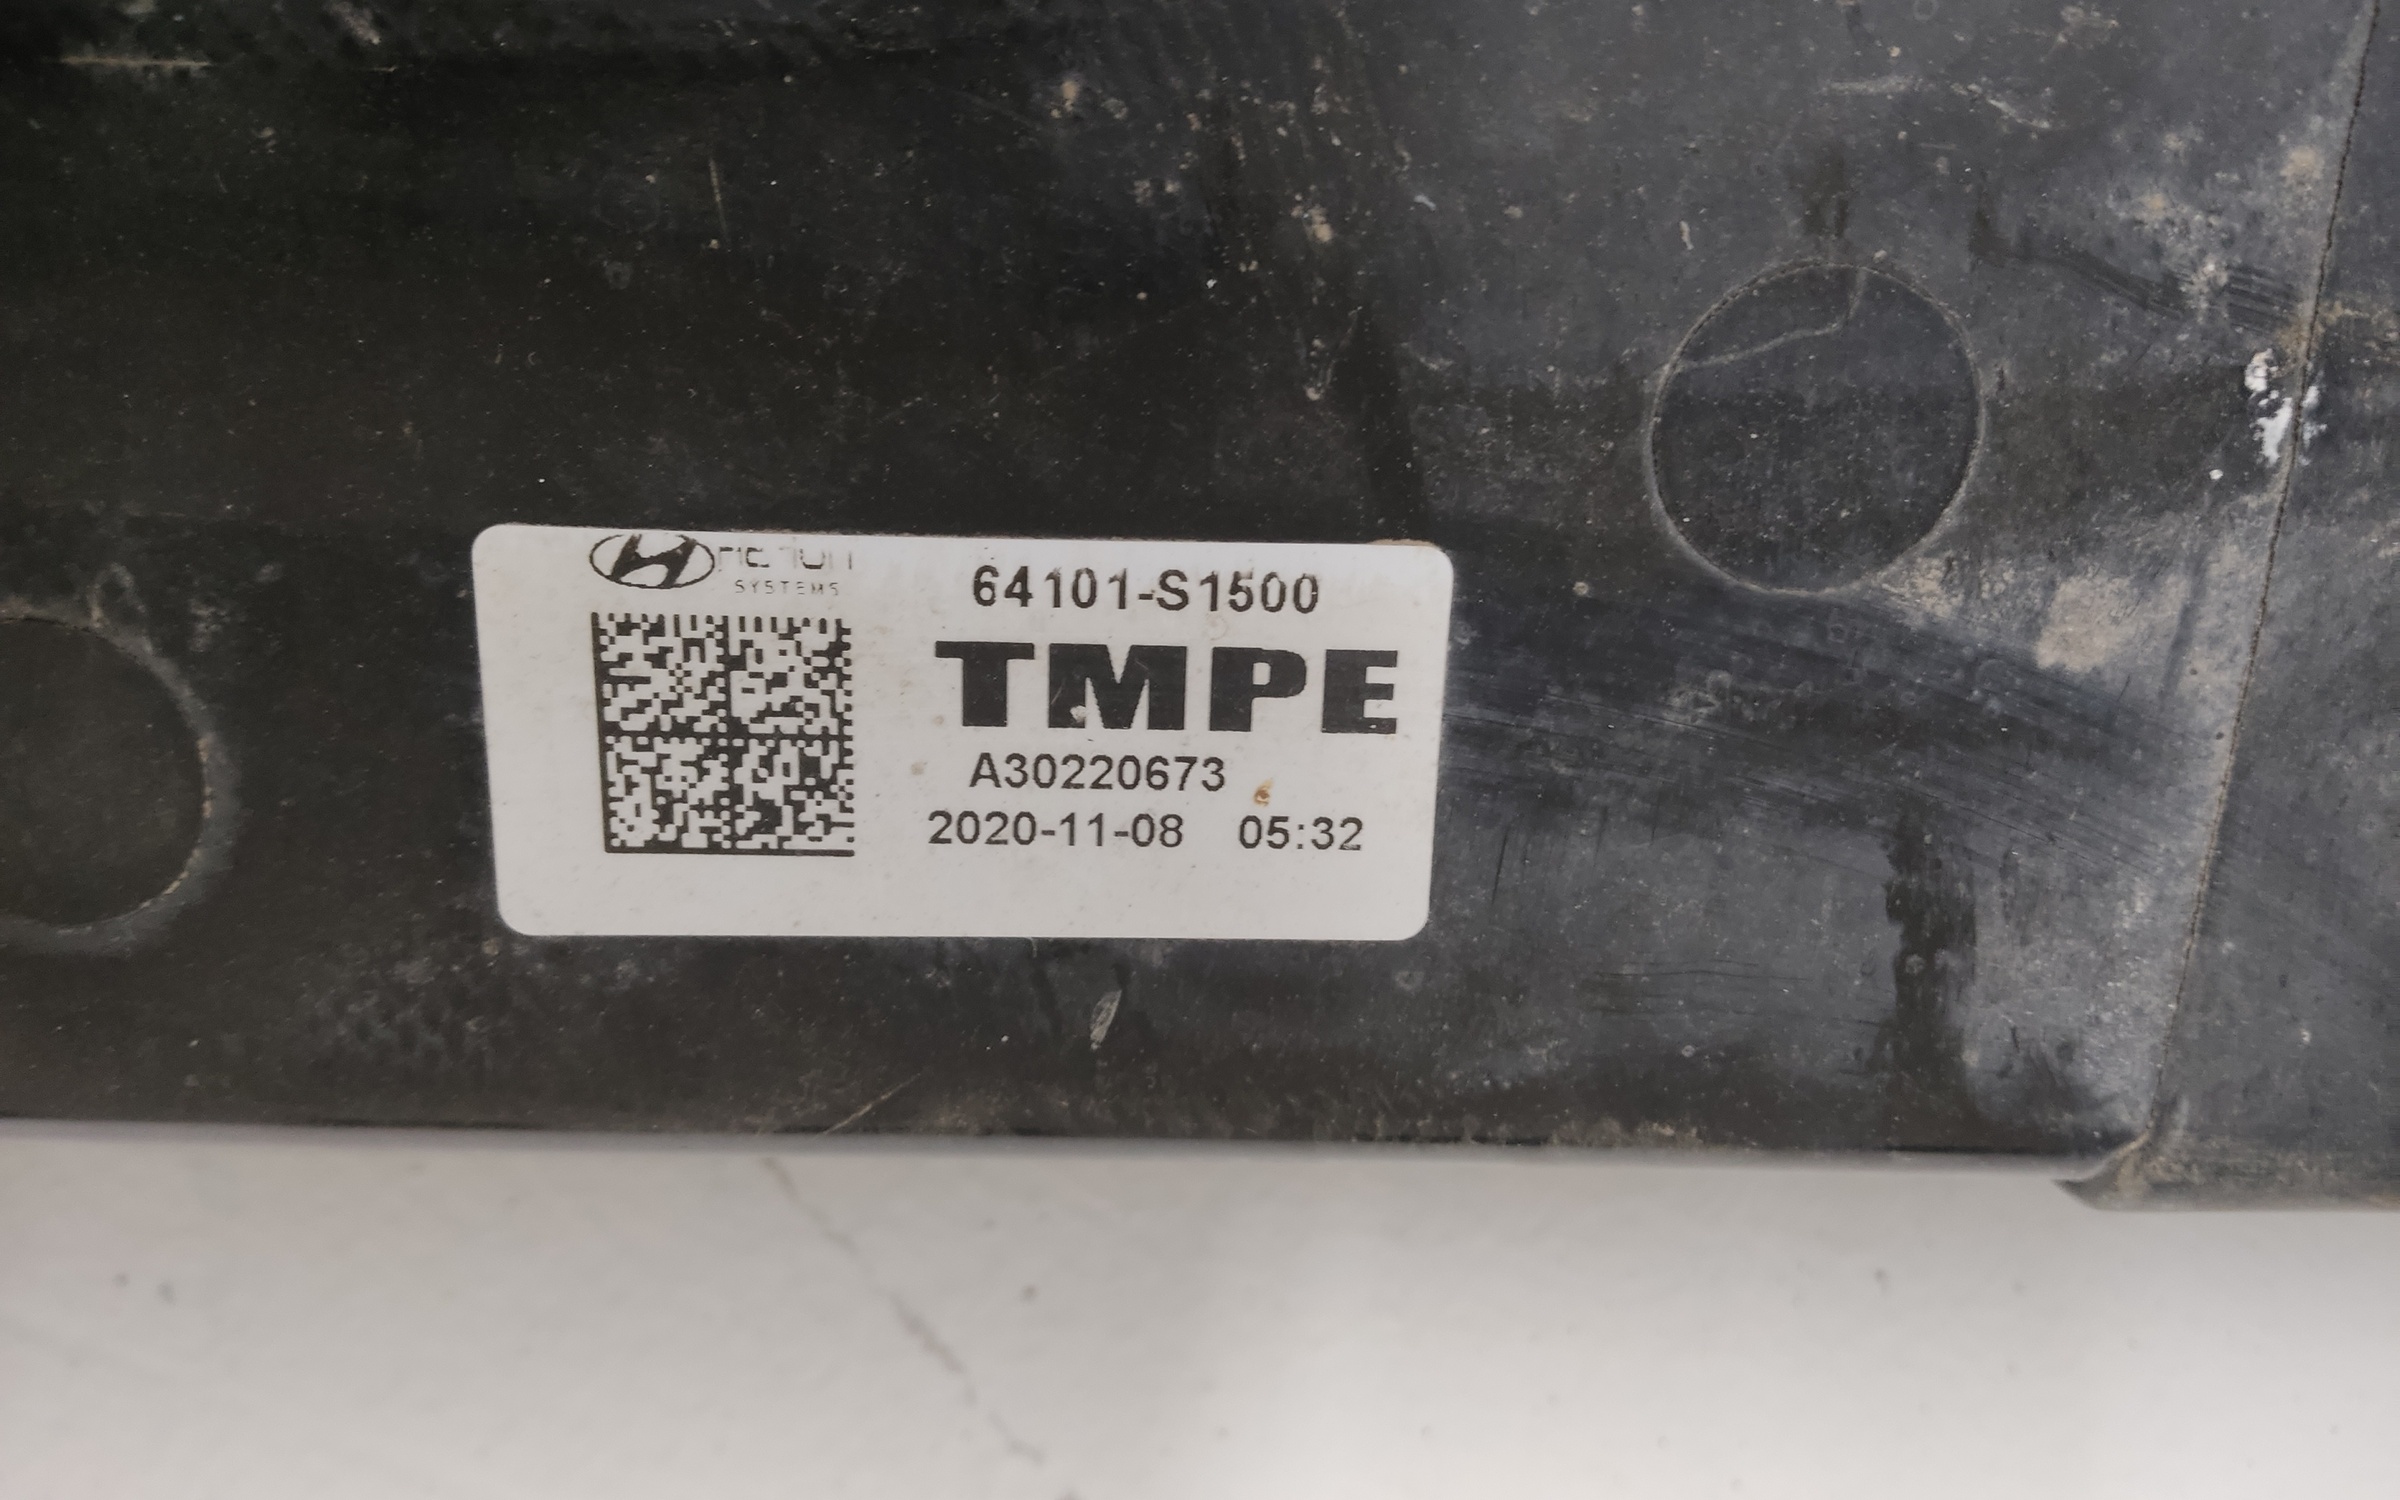 SYSTEMS
64101-S1500
TMPE
A30220673
2020-11-08 05:32